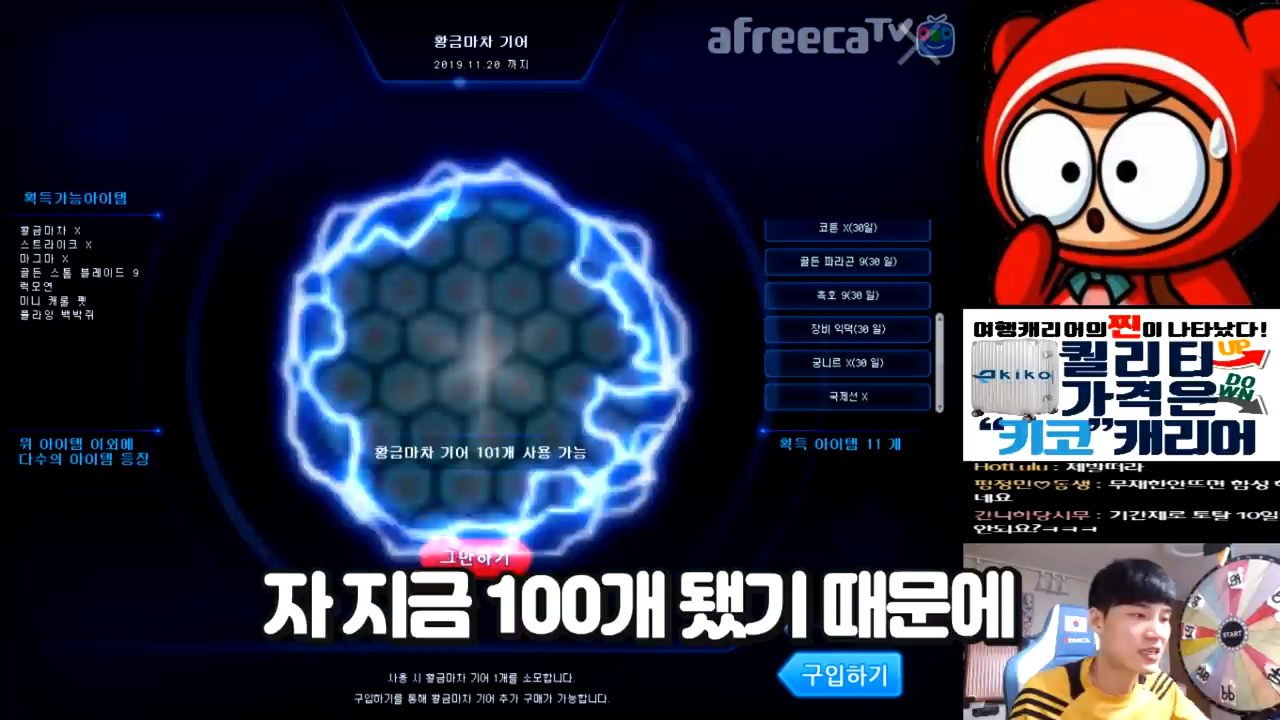 황금마차 기어
2019.11.20 까지
afreecaTV
획득가능아이템
황금마차 X
스트라이크 X
마그마 X
골든 스톰 블레이드 9
럭모연
미니 캐롤 펫
플라잉 백박쥐
위 아이템 이외에
다수의 아이템 등장
코튼 X(30일)
골든 파라곤 9(30 일)
흑호 9(30 일)
장비 익덕(30 일)
궁니르 X(30 일)
국제선 X
획득 아이템 11 개
황금마차 기어 101개 사용 가능
그만하기
자 지금 100개 됐기 때문에
사용 시 황금마차 기어 1개를 소모합니다.
구입하기를 통해 황금마차 기어 추가 구매가 가능합니다.
구입하기
여행캐리어의 찐이 나타났다!
akiko
퀄리티 UP
가격은 DOWN
“키코”캐리어
HotLulu : 제발따라
핑정민♡동생 : 무재한인뜨면 함성
네요
긴니히당시무 : 기간제로 토탈 10일
안되요?ㅋㅋㅋ
START